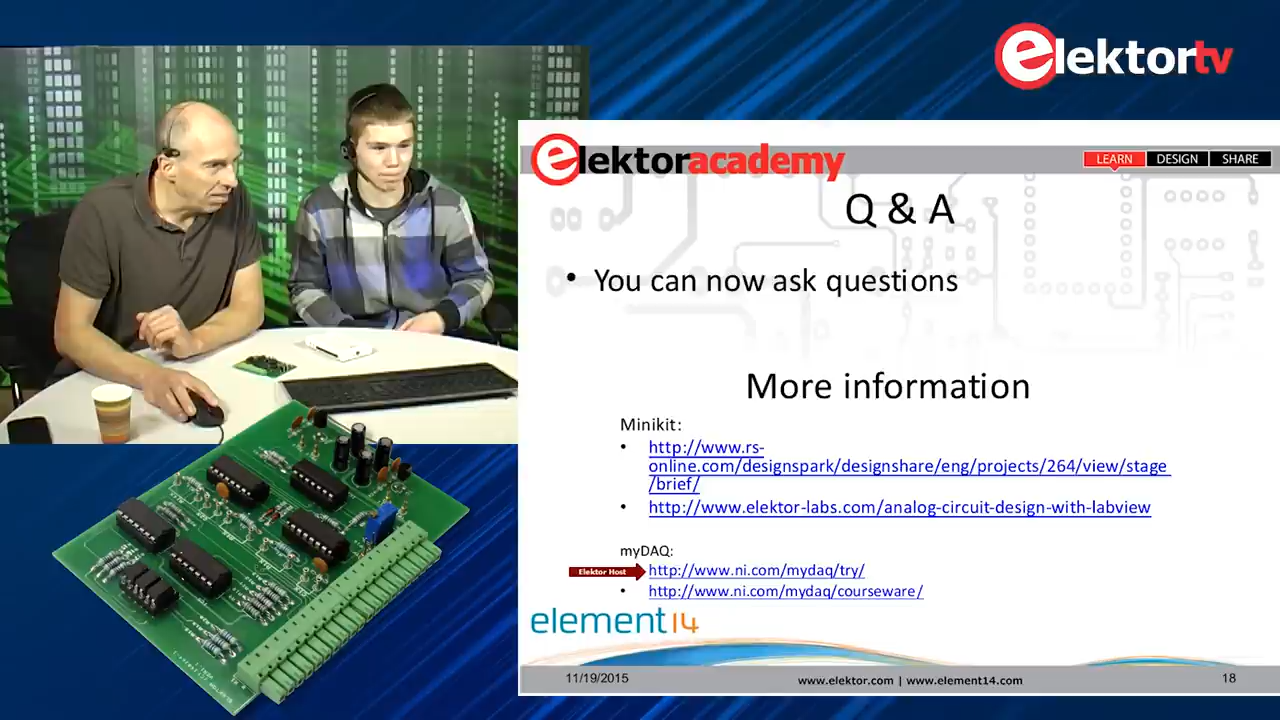 elektortv
elektoracademy
LEARN DESIGN SHARE
Q & A
• You can now ask questions
More information
Minikit:
• http://www.rs-
online.com/designspark/designshare/eng/projects/264/view/stage
/brief/
• http://www.elektor-labs.com/analog-circuit-design-with-labview
myDAQ:
Elektor Host http://www.ni.com/mydaq/try/
• http://www.ni.com/mydaq/courseware/
element14
11/19/2015 www.elektor.com | www.element14.com 18